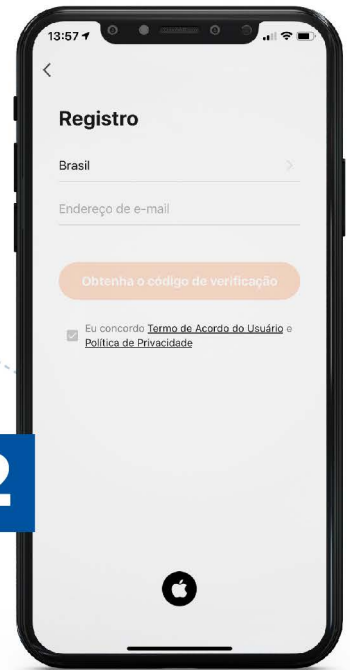 13:57
Registro
Brasil
Endereço de e-mail
Obtenha o código de verificação
Eu concordo Termo de Acordo do Usuário e
Política de Privacidade
2